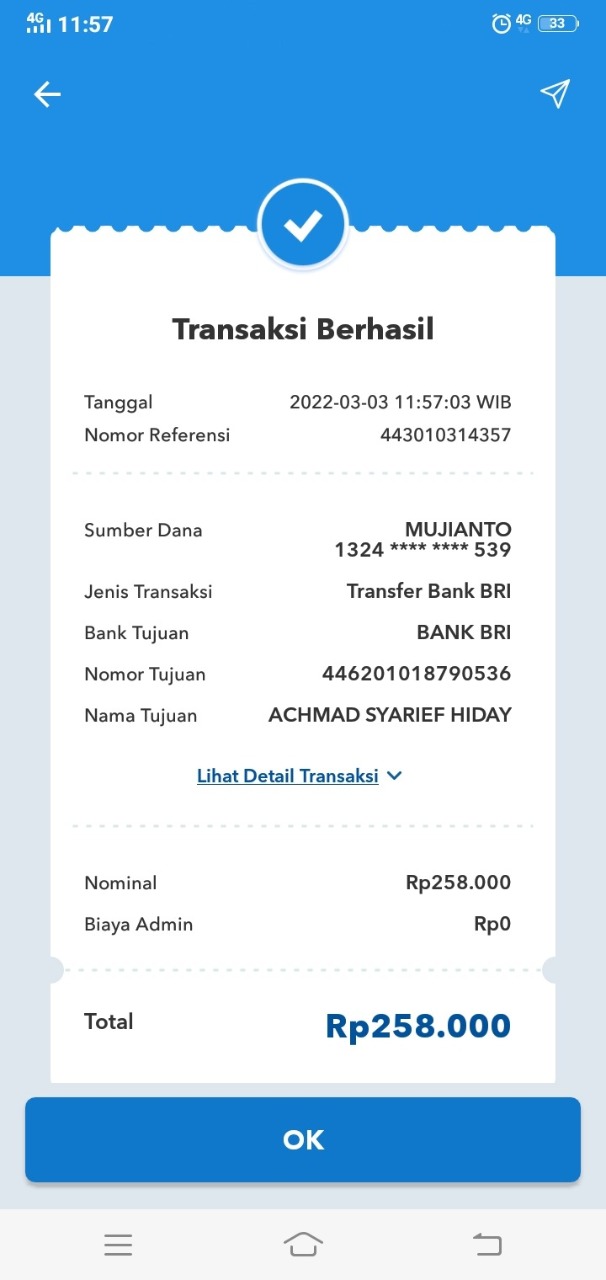 4G 11:57 4G 33
Transaksi Berhasil
Tanggal 2022-03-03 11:57:03 WIB
Nomor Referensi 443010314357
Sumber Dana MUJIANTO
1324 **** **** 539
Jenis Transaksi Transfer Bank BRI
Bank Tujuan BANK BRI
Nomor Tujuan 446201018790536
Nama Tujuan ACHMAD SYARIEF HIDAY
Lihat Detail Transaksi
Nominal Rp258.000
Biaya Admin Rp0
Total Rp258.000
OK